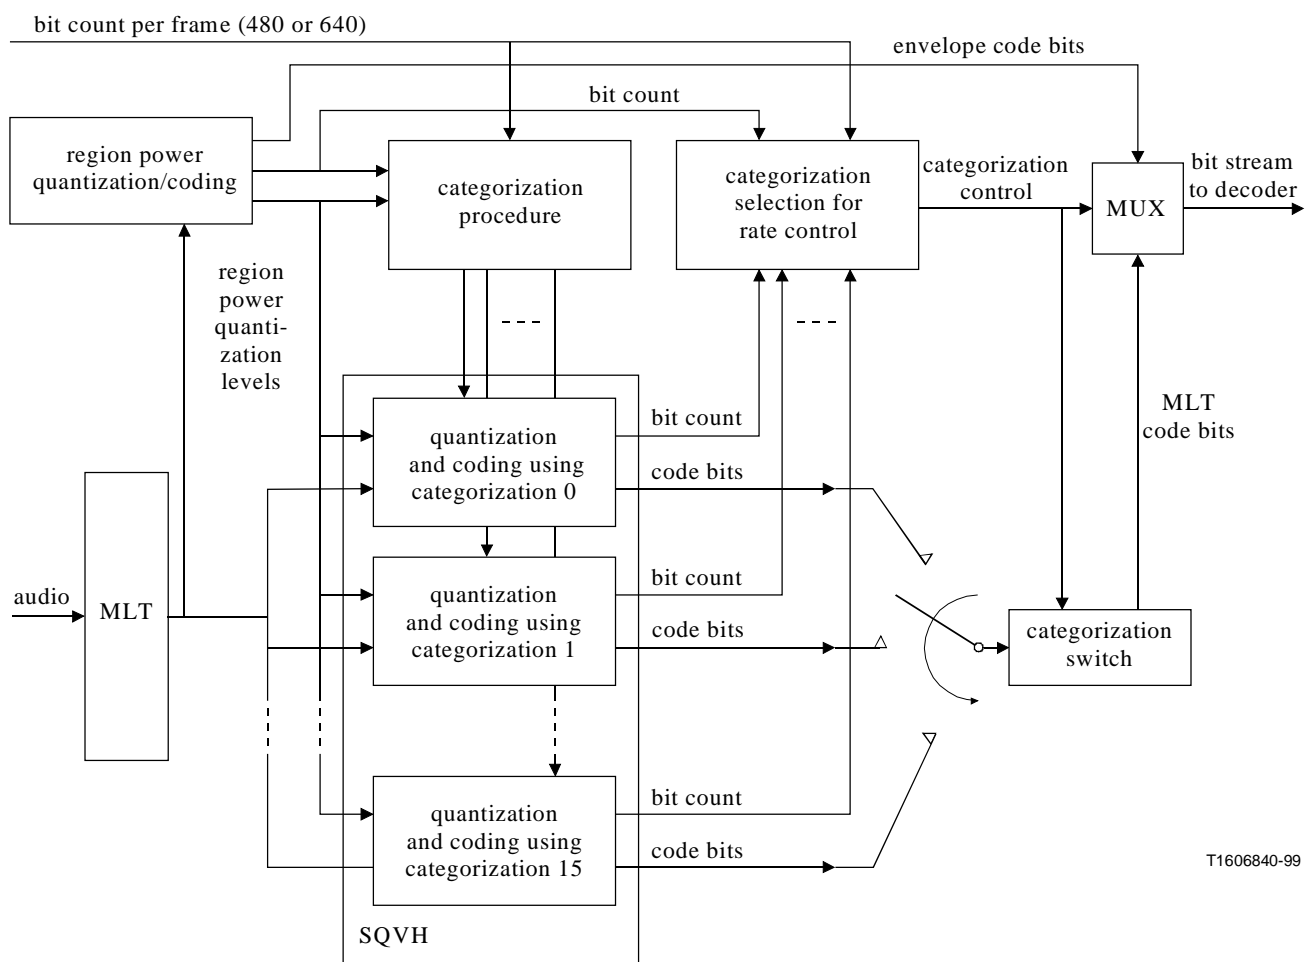 bit count per frame (480 or 640)
envelope code bits
bit count
region power
quantization/coding
categorization
procedure
categorization
selection for
rate control
categorization
control
MUX
bit stream
to decoder
region
power
quanti-
zation
levels
quantization
and coding using
categorization 0
bit count
code bits
MLT
code bits
audio
MLT
quantization
and coding using
categorization 1
bit count
code bits
categorization
switch
quantization
and coding using
categorization 15
bit count
code bits
T1606840-99
SQVH